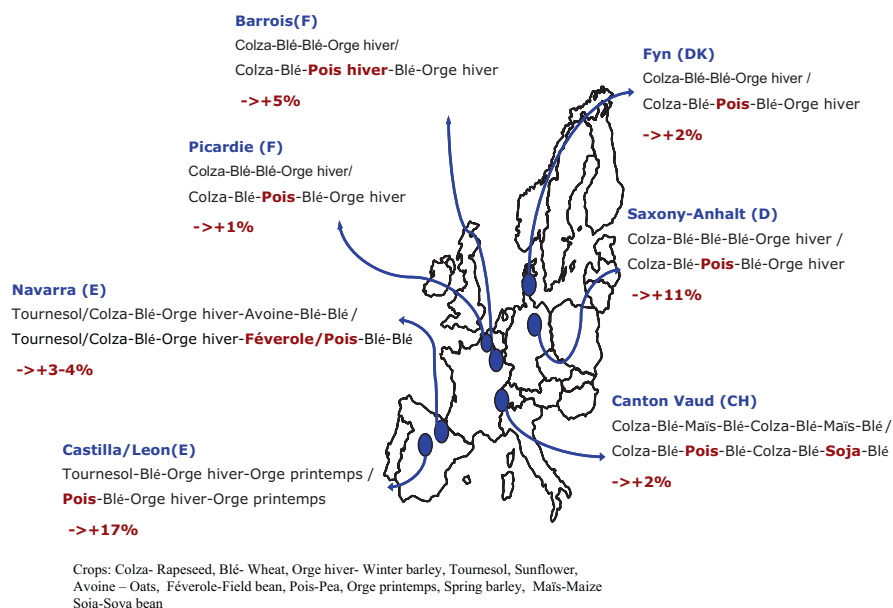 Barrois(F)
Colza-Blé-Blé-Orge hiver/
Colza-Blé-Pois hiver-Blé-Orge hiver
->+5%
Fyn (DK)
Colza-Blé-Blé-Orge hiver /
Colza-Blé-Pois-Blé-Orge hiver
->+2%
Picardie (F)
Colza-Blé-Blé-Orge hiver/
Colza-Blé-Pois-Blé-Orge hiver
->+1%
Saxony-Anhalt (D)
Colza-Blé-Blé-Blé-Orge hiver /
Colza-Blé-Pois-Blé-Orge hiver
->+11%
Navarra (E)
Tournesol/Colza-Blé-Orge hiver-Avoine-Blé-Blé /
Tournesol/Colza-Blé-Orge hiver-Féverole/Pois-Blé-Blé
->+3-4%
Canton Vaud (CH)
Colza-Blé-Maïs-Blé-Colza-Blé-Maïs-Blé /
Colza-Blé-Pois-Blé-Colza-Blé-Soja-Blé
->+2%
Castilla/Leon(E)
Tournesol-Blé-Orge hiver-Orge printemps /
Pois-Blé-Orge hiver-Orge printemps
->+17%
Crops: Colza- Rapeseed, Blé- Wheat, Orge hiver- Winter barley, Tournesol, Sunflower,
Avoine – Oats, Féverole-Field bean, Pois-Pea, Orge printemps, Spring barley, Maïs-Maize
Soja-Soya bean